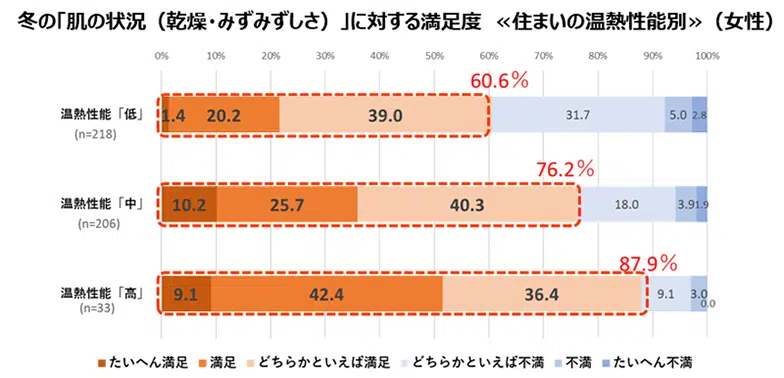 冬の「肌の状況（乾燥・みずみずしさ）」に対する満足度 ≪住まいの温熱性能別≫（女性）
0% 10% 20% 30% 40% 50% 60% 70% 80% 90% 100%
60.6%
温熱性能「低」
(n=218)
1.4 20.2 39.0 31.7 5.0 2.8
76.2%
温熱性能「中」
(n=206)
10.2 25.7 40.3 18.0 3.9 1.9
87.9%
温熱性能「高」
(n=33)
9.1 42.4 36.4 9.1 3.0 0.0
■たいへん満足 ■満足 ■どちらかといえば満足 ■どちらかといえば不満 ■不満 ■たいへん不満